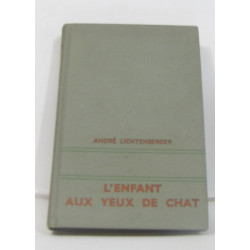 ANDRÉ LICHTENBERGER
L'ENFANT
AUX YEUX DE CHAT